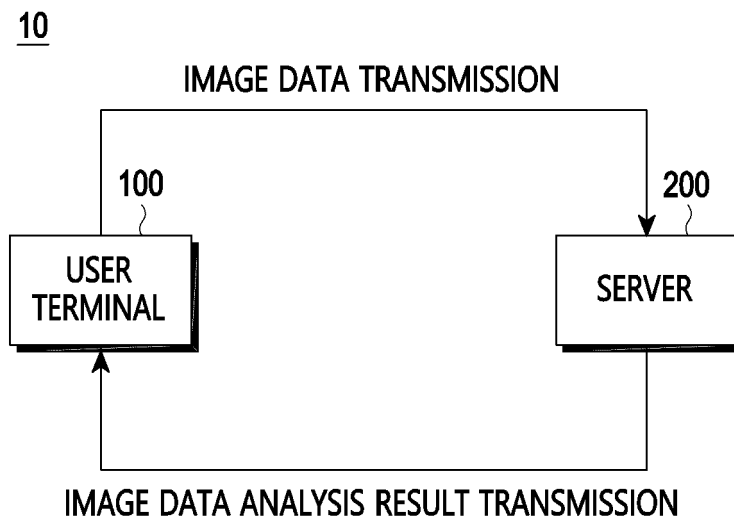 10
IMAGE DATA TRANSMISSION
100
200
USER
TERMINAL
SERVER
IMAGE DATA ANALYSIS RESULT TRANSMISSION